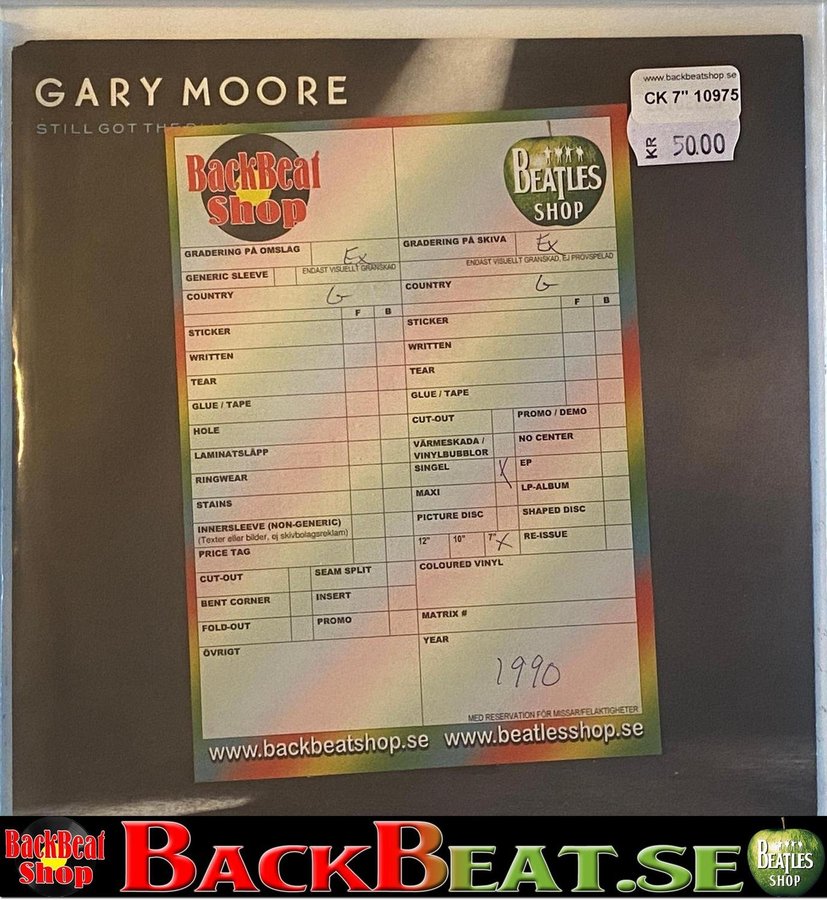 GARY MOORE
STILL GOT THE
www.backbeatshop.se
CK 7" 10975
KR 50.00
BackBeat Shop
BEATLES SHOP
GRADERING PÅ OMSLAG Ex
ENDAST VISUELLT GRANSKAD
GENERIC SLEEVE
COUNTRY G
F B
STICKER
WRITTEN
TEAR
GLUE / TAPE
HOLE
LAMINATSLÄPP
RINGWEAR
STAINS
INNERSLEEVE (NON-GENERIC)
(Texter eller bilder, ej skivbolagsreklam)
PRICE TAG
CUT-OUT SEAM SPLIT
BENT CORNER INSERT
FOLD-OUT PROMO
ÖVRIGT
GRADERING PÅ SKIVA Ex
ENDAST VISUELLT GRANSKAD, EJ PROVSPELAD
COUNTRY G
F B
STICKER
WRITTEN
TEAR
GLUE / TAPE
CUT-OUT PROMO / DEMO
VÄRMESKADA / NO CENTER
VINYLBUBBLOR
SINGEL X EP
MAXI LP-ALBUM
PICTURE DISC SHAPED DISC
12" 10" 7" X RE-ISSUE
COLOURED VINYL
MATRIX #
YEAR
1990
MED RESERVATION FÖR MISSAR/FELAKTIGHETER
www.backbeatshop.se www.beatlesshop.se
BackBeat Shop
BACKBEAT.SE
BEATLES SHOP